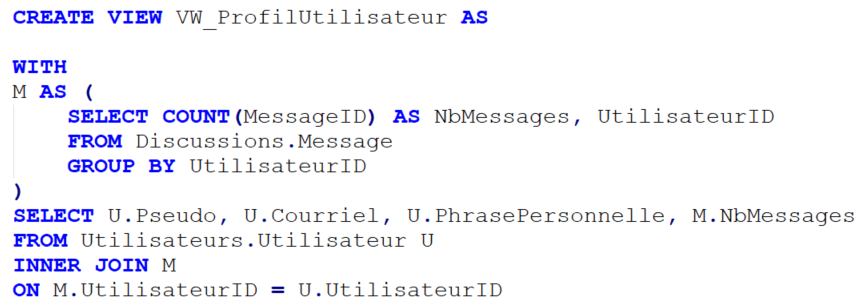 CREATE VIEW VW_ProfilUtilisateur AS
WITH
M AS (
SELECT COUNT(MessageID) AS NbMessages, UtilisateurID
FROM Discussions.Message
GROUP BY UtilisateurID
)
SELECT U.Pseudo, U.Courriel, U.PhrasePersonnelle, M.NbMessages
FROM Utilisateurs.Utilisateur U
INNER JOIN M
ON M.UtilisateurID = U.UtilisateurID